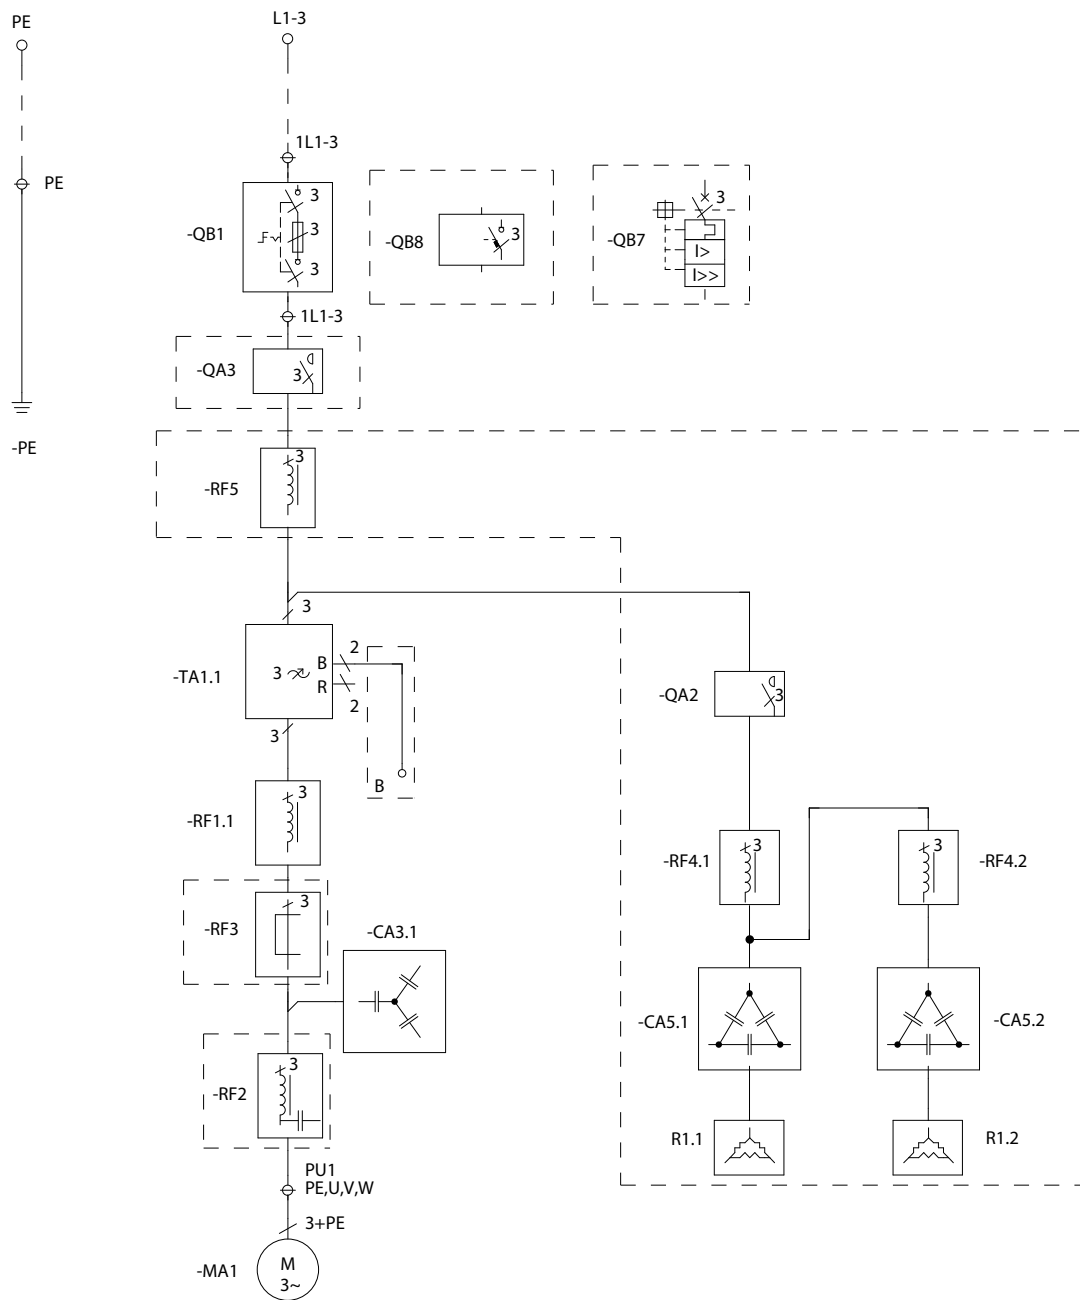 PE
L1-3
1L1-3
PE
-QB1
3
3
3
-QB8
3
-QB7
3
I>
I>>
1L1-3
-QA3
3
-PE
-RF5
3
3
-TA1.1
3
B
R
2
2
3
B
-QA2
3
-RF1.1
3
-RF4.1
3
3
-RF4.2
-RF3
3
-CA3.1
-CA5.1
-CA5.2
-RF2
3
R1.1
R1.2
PU1
PE,U,V,W
3+PE
-MA1
M
3~